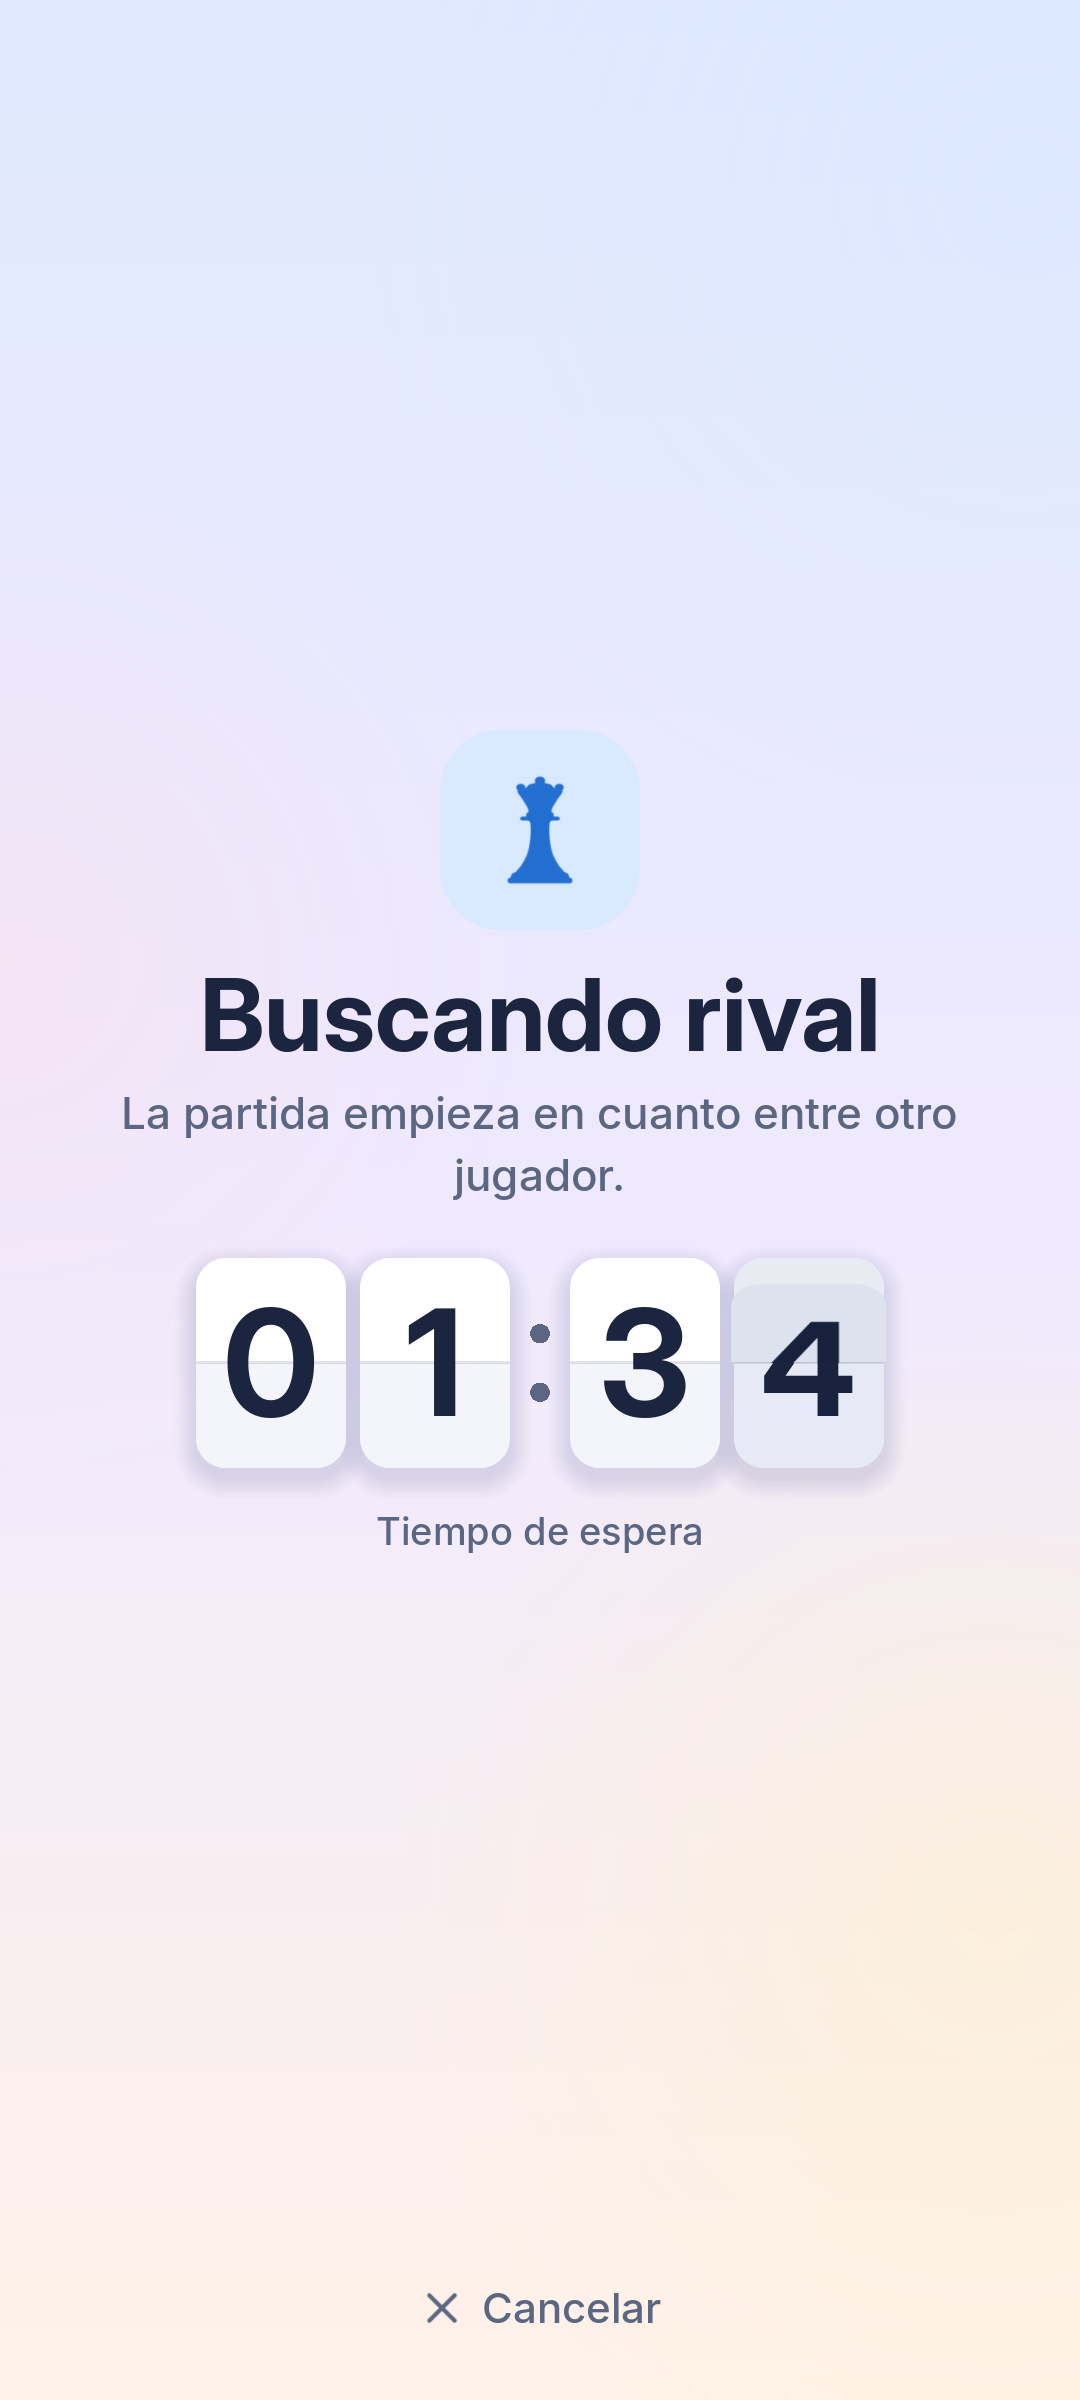 Buscando rival
La partida empieza en cuanto entre otro
jugador.
01:34
Tiempo de espera
Cancelar